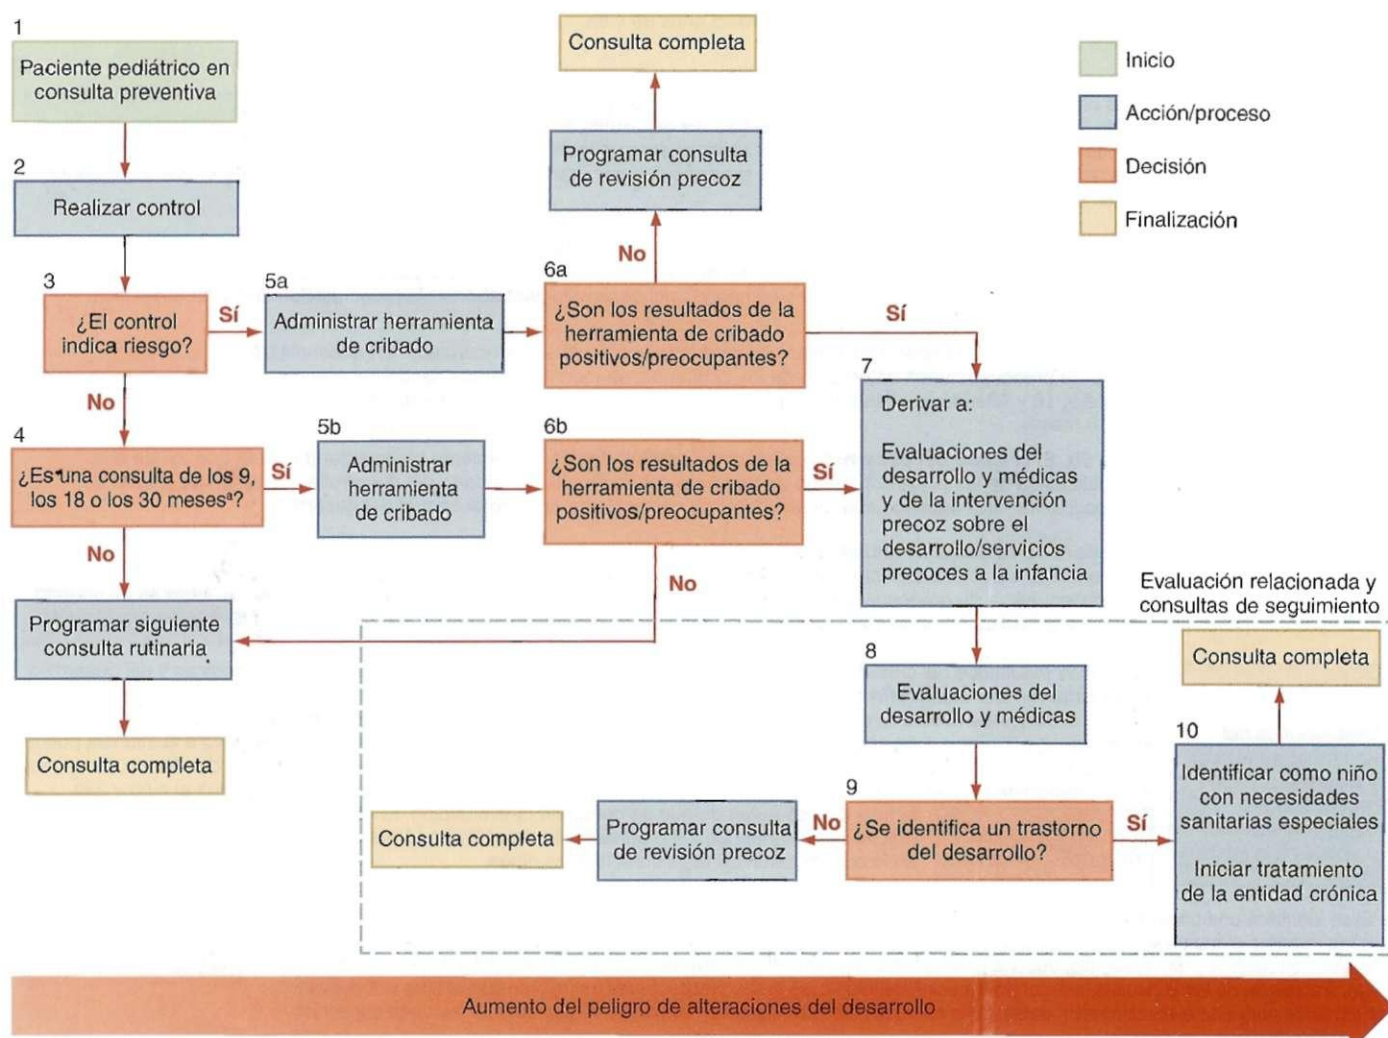 1
Paciente pediátrico en
consulta preventiva
2
Realizar control
3
¿El control
indica riesgo?
Sí
No
4
¿Es una consulta de los 9,
los 18 o los 30 mesesª?
Sí
No
Programar siguiente
consulta rutinaria
Consulta completa
5a
Administrar herramienta
de cribado
5b
Administrar
herramienta
de cribado
Consulta completa
Programar consulta
de revisión precoz
No
6a
¿Son los resultados de la
herramienta de cribado
positivos/preocupantes?
Sí
6b
¿Son los resultados de la
herramienta de cribado
positivos/preocupantes?
Sí
No
7
Derivar a:
Evaluaciones del
desarrollo y médicas
y de la intervención
precoz sobre el
desarrollo/servicios
precoces a la infancia
Inicio
Acción/proceso
Decisión
Finalización
Evaluación relacionada y
consultas de seguimiento
8
Evaluaciones del
desarrollo y médicas
9
¿Se identifica un trastorno
del desarrollo?
No
Programar consulta
de revisión precoz
Consulta completa
Sí
10
Identificar como niño
con necesidades
sanitarias especiales
Iniciar tratamiento
de la entidad crónica
Consulta completa
Aumento del peligro de alteraciones del desarrollo